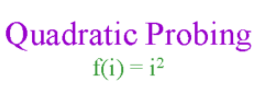 Quadratic Probing
f(i) = i²